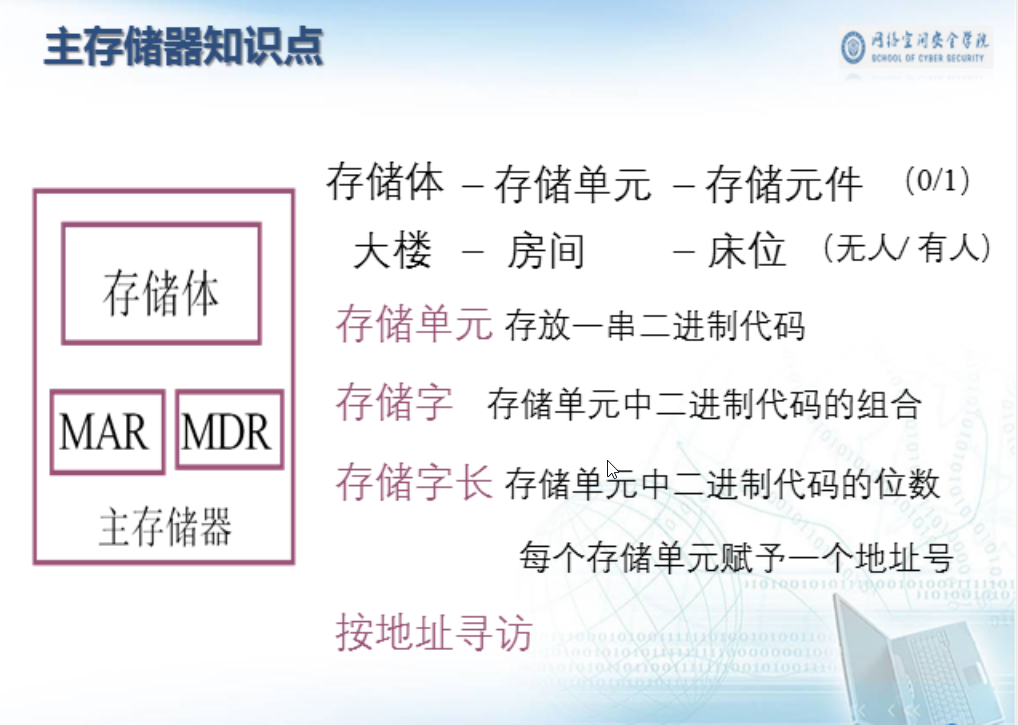 主存储器知识点
网络空间安全学院
SCHOOL OF CYBER SECURITY
存储体 – 存储单元 – 存储元件 （0/1）
大楼 – 房间 – 床位 （无人/ 有人）
存储单元 存放一串二进制代码
存储字 存储单元中二进制代码的组合
存储字长 存储单元中二进制代码的位数
每个存储单元赋予一个地址号
按地址寻访
存储体
MAR MDR
主存储器